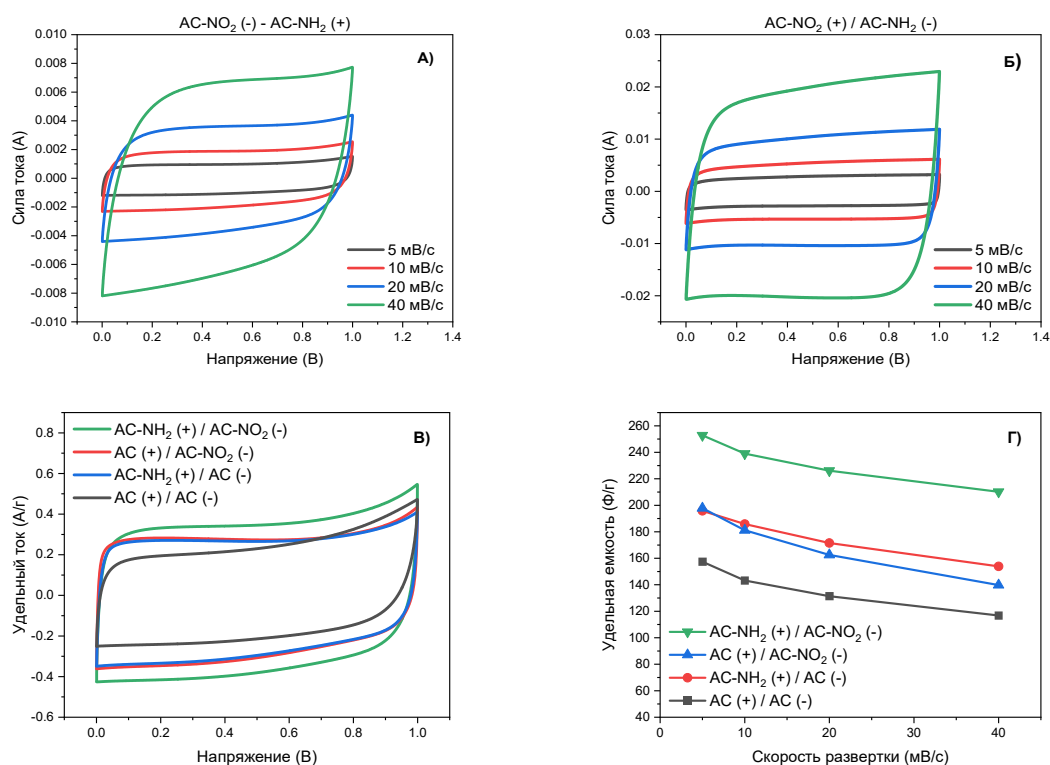 AC-NO₂ (-) - AC-NH₂ (+)
А)
0.010
0.008
0.006
0.004
0.002
0.000
-0.002
-0.004
-0.006
-0.008
-0.010
Сила тока (А)
5 мВ/с
10 мВ/с
20 мВ/с
40 мВ/с
0.0 0.2 0.4 0.6 0.8 1.0 1.2 1.4
Напряжение (В)
AC-NO₂ (+) / AC-NH₂ (-)
Б)
0.03
0.02
0.01
0.00
-0.01
-0.02
Сила тока (А)
5 мВ/с
10 мВ/с
20 мВ/с
40 мВ/с
0.0 0.2 0.4 0.6 0.8 1.0 1.2 1.4
Напряжение (В)
В)
0.8
0.6
0.4
0.2
0.0
-0.2
-0.4
-0.6
Удельный ток (А/г)
AC-NH₂ (+) / AC-NO₂ (-)
AC (+) / AC-NO₂ (-)
AC-NH₂ (+) / AC (-)
AC (+) / AC (-)
0.0 0.2 0.4 0.6 0.8 1.0
Напряжение (В)
Г)
260
240
220
200
180
160
140
120
100
80
60
40
Удельная емкость (Ф/г)
AC-NH₂ (+) / AC-NO₂ (-)
AC (+) / AC-NO₂ (-)
AC-NH₂ (+) / AC (-)
AC (+) / AC (-)
0 10 20 30 40
Скорость развертки (мВ/с)